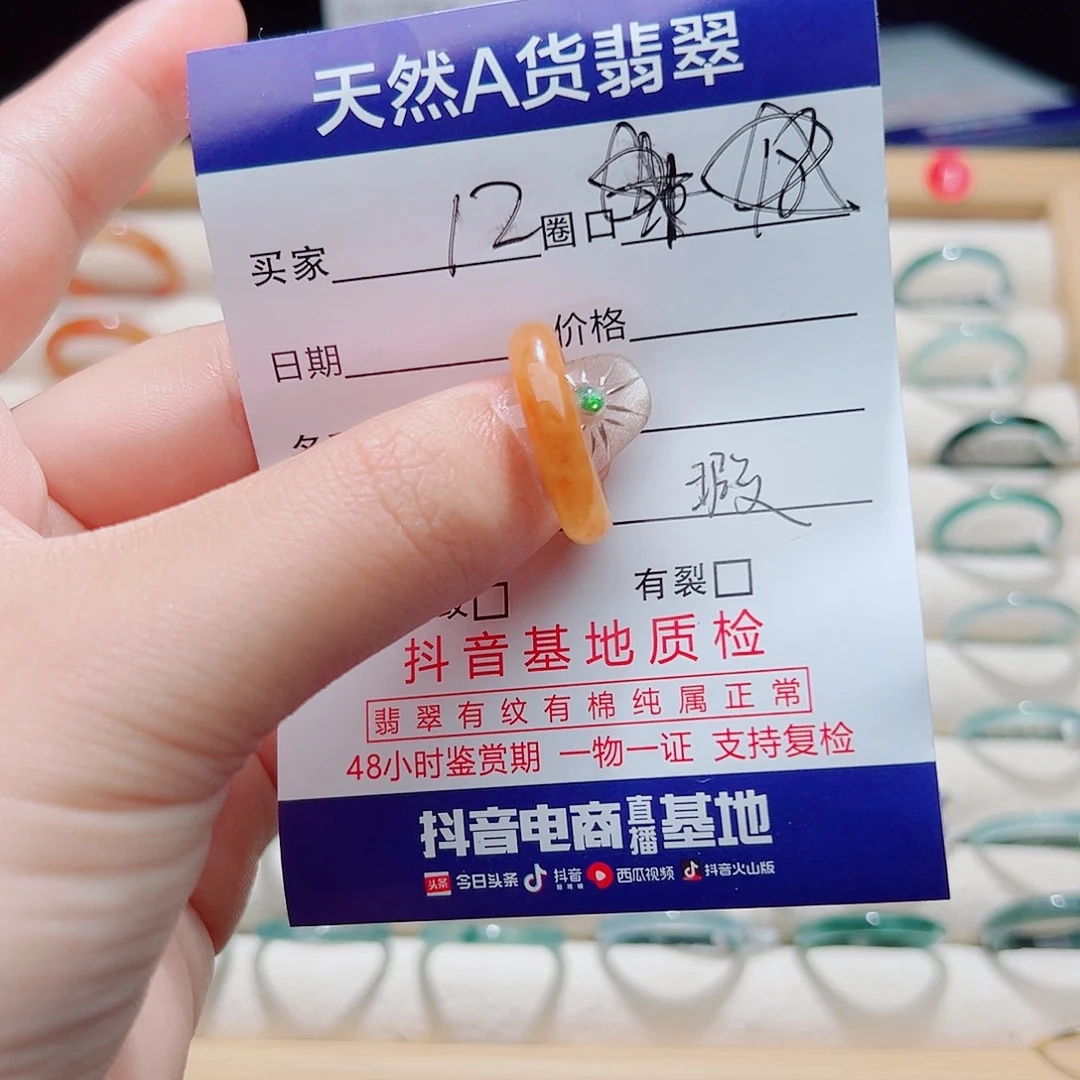 天然A货翡翠
买家 12 圈口
日期 价格
瑕纹
有裂
抖音基地质检
翡翠有纹有棉纯属正常
48小时鉴赏期 一物一证 支持复检
抖音电商直播基地
头条 今日头条 抖音 西瓜视频 抖音火山版